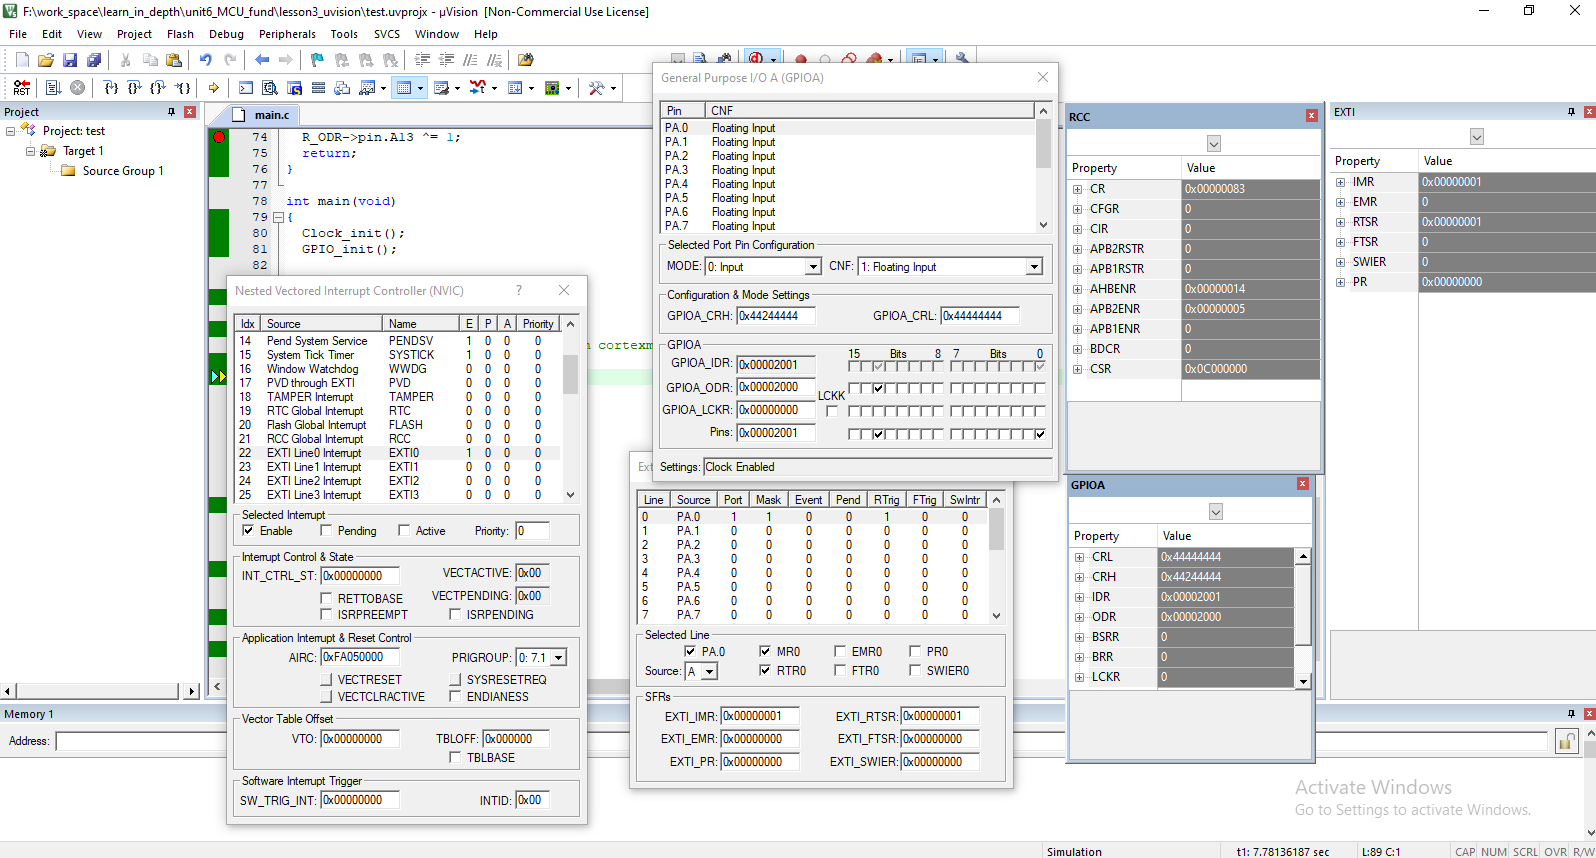 F:\work_space\learn_in_depth\unit6_MCU_fund\lesson3_uvision\test.uvprojx - µVision  [Non-Commercial Use License]
File Edit View Project Flash Debug Peripherals Tools SVCS Window Help
Project
Project: test
Target 1
Source Group 1
main.c
74 R_ODR->pin.A13 ^= 1;
75 return;
76 }
77
78 int main(void)
79 {
80 Clock_init();
81 GPIO_init();
82
cortexm
Nested Vectored Interrupt Controller (NVIC) ?
Idx Source Name E P A Priority
14 Pend System Service PENDSV 1 0 0 0
15 System Tick Timer SYSTICK 1 0 0 0
16 Window Watchdog WWDG 0 0 0 0
17 PVD through EXTI PVD 0 0 0 0
18 TAMPER Interrupt TAMPER 0 0 0 0
19 RTC Global Interrupt RTC 0 0 0 0
20 Flash Global Interrupt FLASH 0 0 0 0
21 RCC Global Interrupt RCC 0 0 0 0
22 EXTI Line0 Interrupt EXTI0 1 0 0 0
23 EXTI Line1 Interrupt EXTI1 0 0 0 0
24 EXTI Line2 Interrupt EXTI2 0 0 0 0
25 EXTI Line3 Interrupt EXTI3 0 0 0 0
Selected Interrupt
Enable Pending Active Priority: 0
Interrupt Control & State
INT_CTRL_ST: 0x00000000 VECTACTIVE: 0x00
RETTOBASE VECTPENDING: 0x00
ISRPREEMPT ISRPENDING
Application Interrupt & Reset Control
AIRC: 0xFA050000 PRIGROUP: 0: 7.1
VECTRESET SYSRESETREQ
VECTCLRACTIVE ENDIANESS
Vector Table Offset
VTO: 0x00000000 TBLOFF: 0x000000
TBLBASE
Software Interrupt Trigger
SW_TRIG_INT: 0x00000000 INTID: 0x00
General Purpose I/O A (GPIOA)
Pin CNF
PA.0 Floating Input
PA.1 Floating Input
PA.2 Floating Input
PA.3 Floating Input
PA.4 Floating Input
PA.5 Floating Input
PA.6 Floating Input
PA.7 Floating Input
Selected Port Pin Configuration
MODE: 0: Input CNF: 1: Floating Input
Configuration & Mode Settings
GPIOA_CRH: 0x44244444 GPIOA_CRL: 0x44444444
GPIOA
15 Bits 8 7 Bits 0
GPIOA_IDR: 0x00002001
GPIOA_ODR: 0x00002000
LCKK
GPIOA_LCKR: 0x00000000
Pins: 0x00002001
Settings: Clock Enabled
Ext
Line Source Port Mask Event Pend RTrig FTrig SwIntr
0 PA.0 1 1 0 0 1 0 0
1 PA.1 0 0 0 0 0 0 0
2 PA.2 0 0 0 0 0 0 0
3 PA.3 0 0 0 0 0 0 0
4 PA.4 0 0 0 0 0 0 0
5 PA.5 0 0 0 0 0 0 0
6 PA.6 0 0 0 0 0 0 0
7 PA.7 0 0 0 0 0 0 0
Selected Line
PA.0 MR0 EMR0 PR0
Source: A RTR0 FTR0 SWIER0
SFRs
EXTI_IMR: 0x00000001 EXTI_RTSR: 0x00000001
EXTI_EMR: 0x00000000 EXTI_FTSR: 0x00000000
EXTI_PR: 0x00000000 EXTI_SWIER: 0x00000000
RCC
Property Value
CR 0x00000083
CFGR 0
CIR 0
APB2RSTR 0
APB1RSTR 0
AHBENR 0x00000014
APB2ENR 0x00000005
APB1ENR 0
BDCR 0
CSR 0x0C000000
GPIOA
Property Value
CRL 0x44444444
CRH 0x44244444
IDR 0x00002001
ODR 0x00002000
BSRR 0
BRR 0
LCKR 0
EXTI
Property Value
IMR 0x00000001
EMR 0
RTSR 0x00000001
FTSR 0
SWIER 0
PR 0x00000000
Memory 1
Address:
Activate Windows
Go to Settings to activate Windows.
Simulation t1: 7.78136187 sec L:89 C:1 CAP NUM SCRL OVR R/W